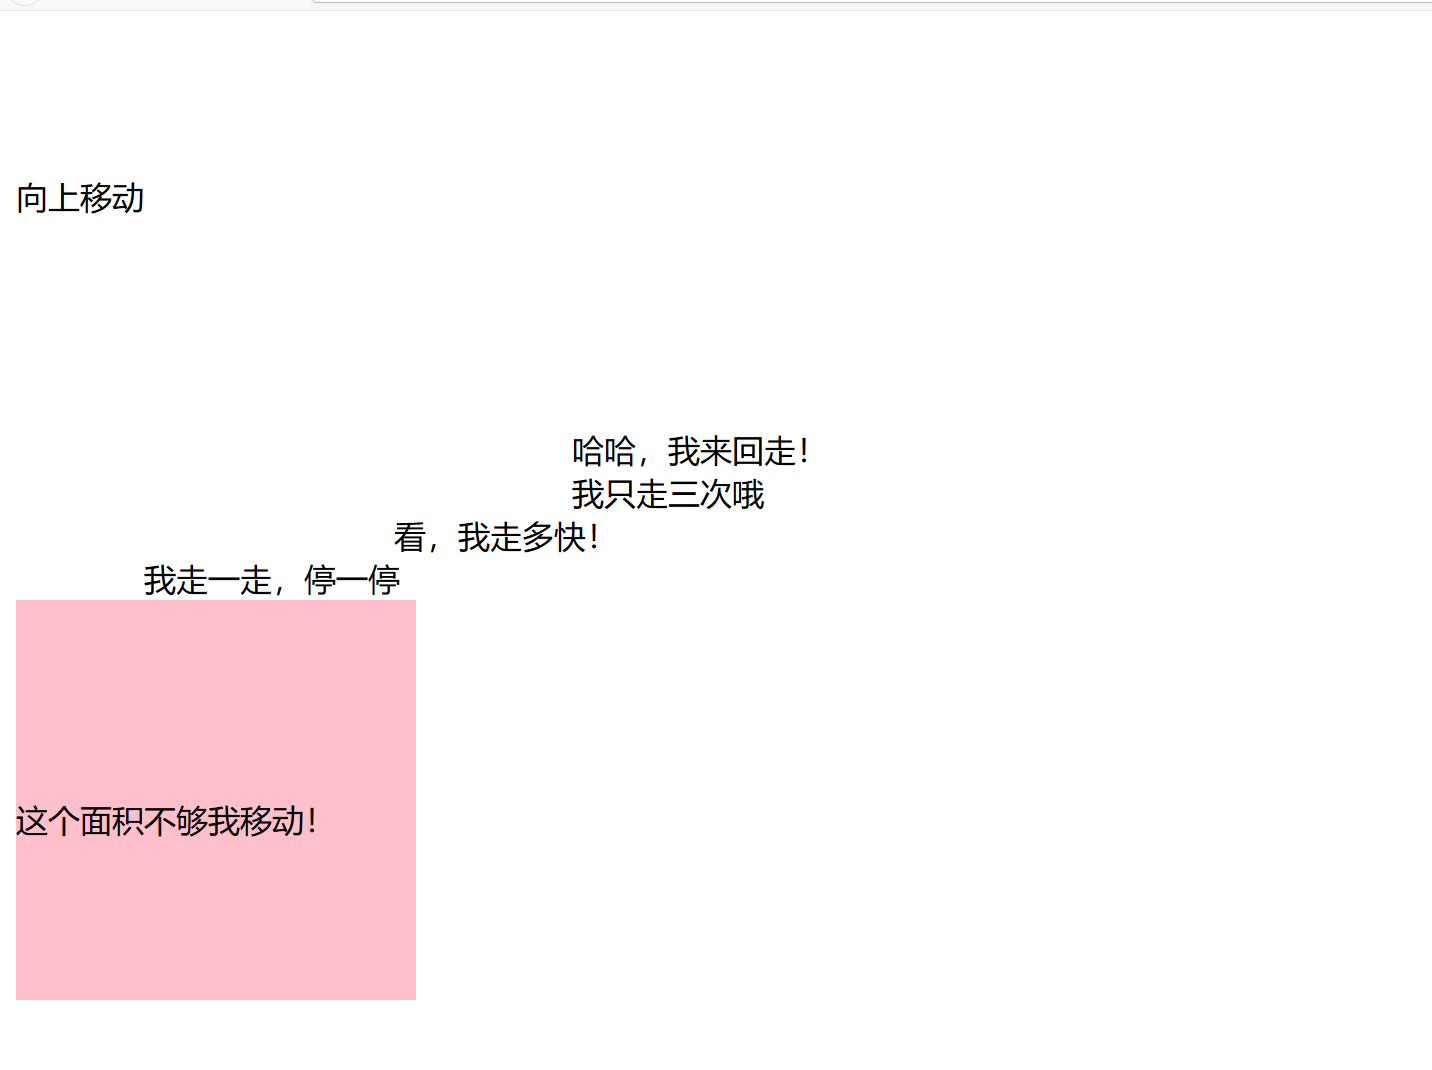 向上移动
哈哈，我来回走！
我只走三次哦
看，我走多快！
我走一走，停一停
这个面积不够我移动！